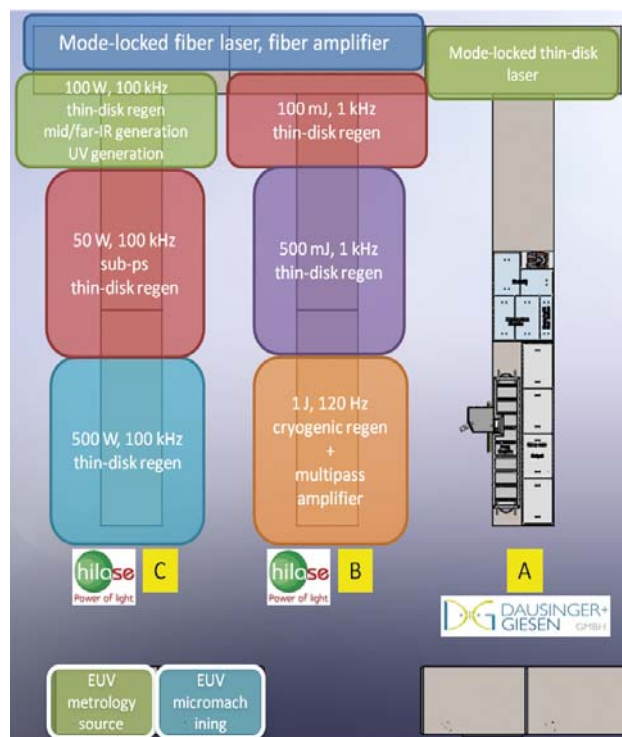 Mode-locked fiber laser, fiber amplifier
Mode-locked thin-disk
laser
100 W, 100 kHz
thin-disk regen
mid/far-IR generation
UV generation
100 mJ, 1 kHz
thin-disk regen
50 W, 100 kHz
sub-ps
thin-disk regen
500 mJ, 1 kHz
thin-disk regen
500 W, 100 kHz
thin-disk regen
1 J, 120 Hz
cryogenic regen
+
multipass
amplifier
hilase
Power of light
C
hilase
Power of light
B
A
D+G
DAUSINGER+
GIESEN
GMBH
EUV
metrology
source
EUV
micromach
ining